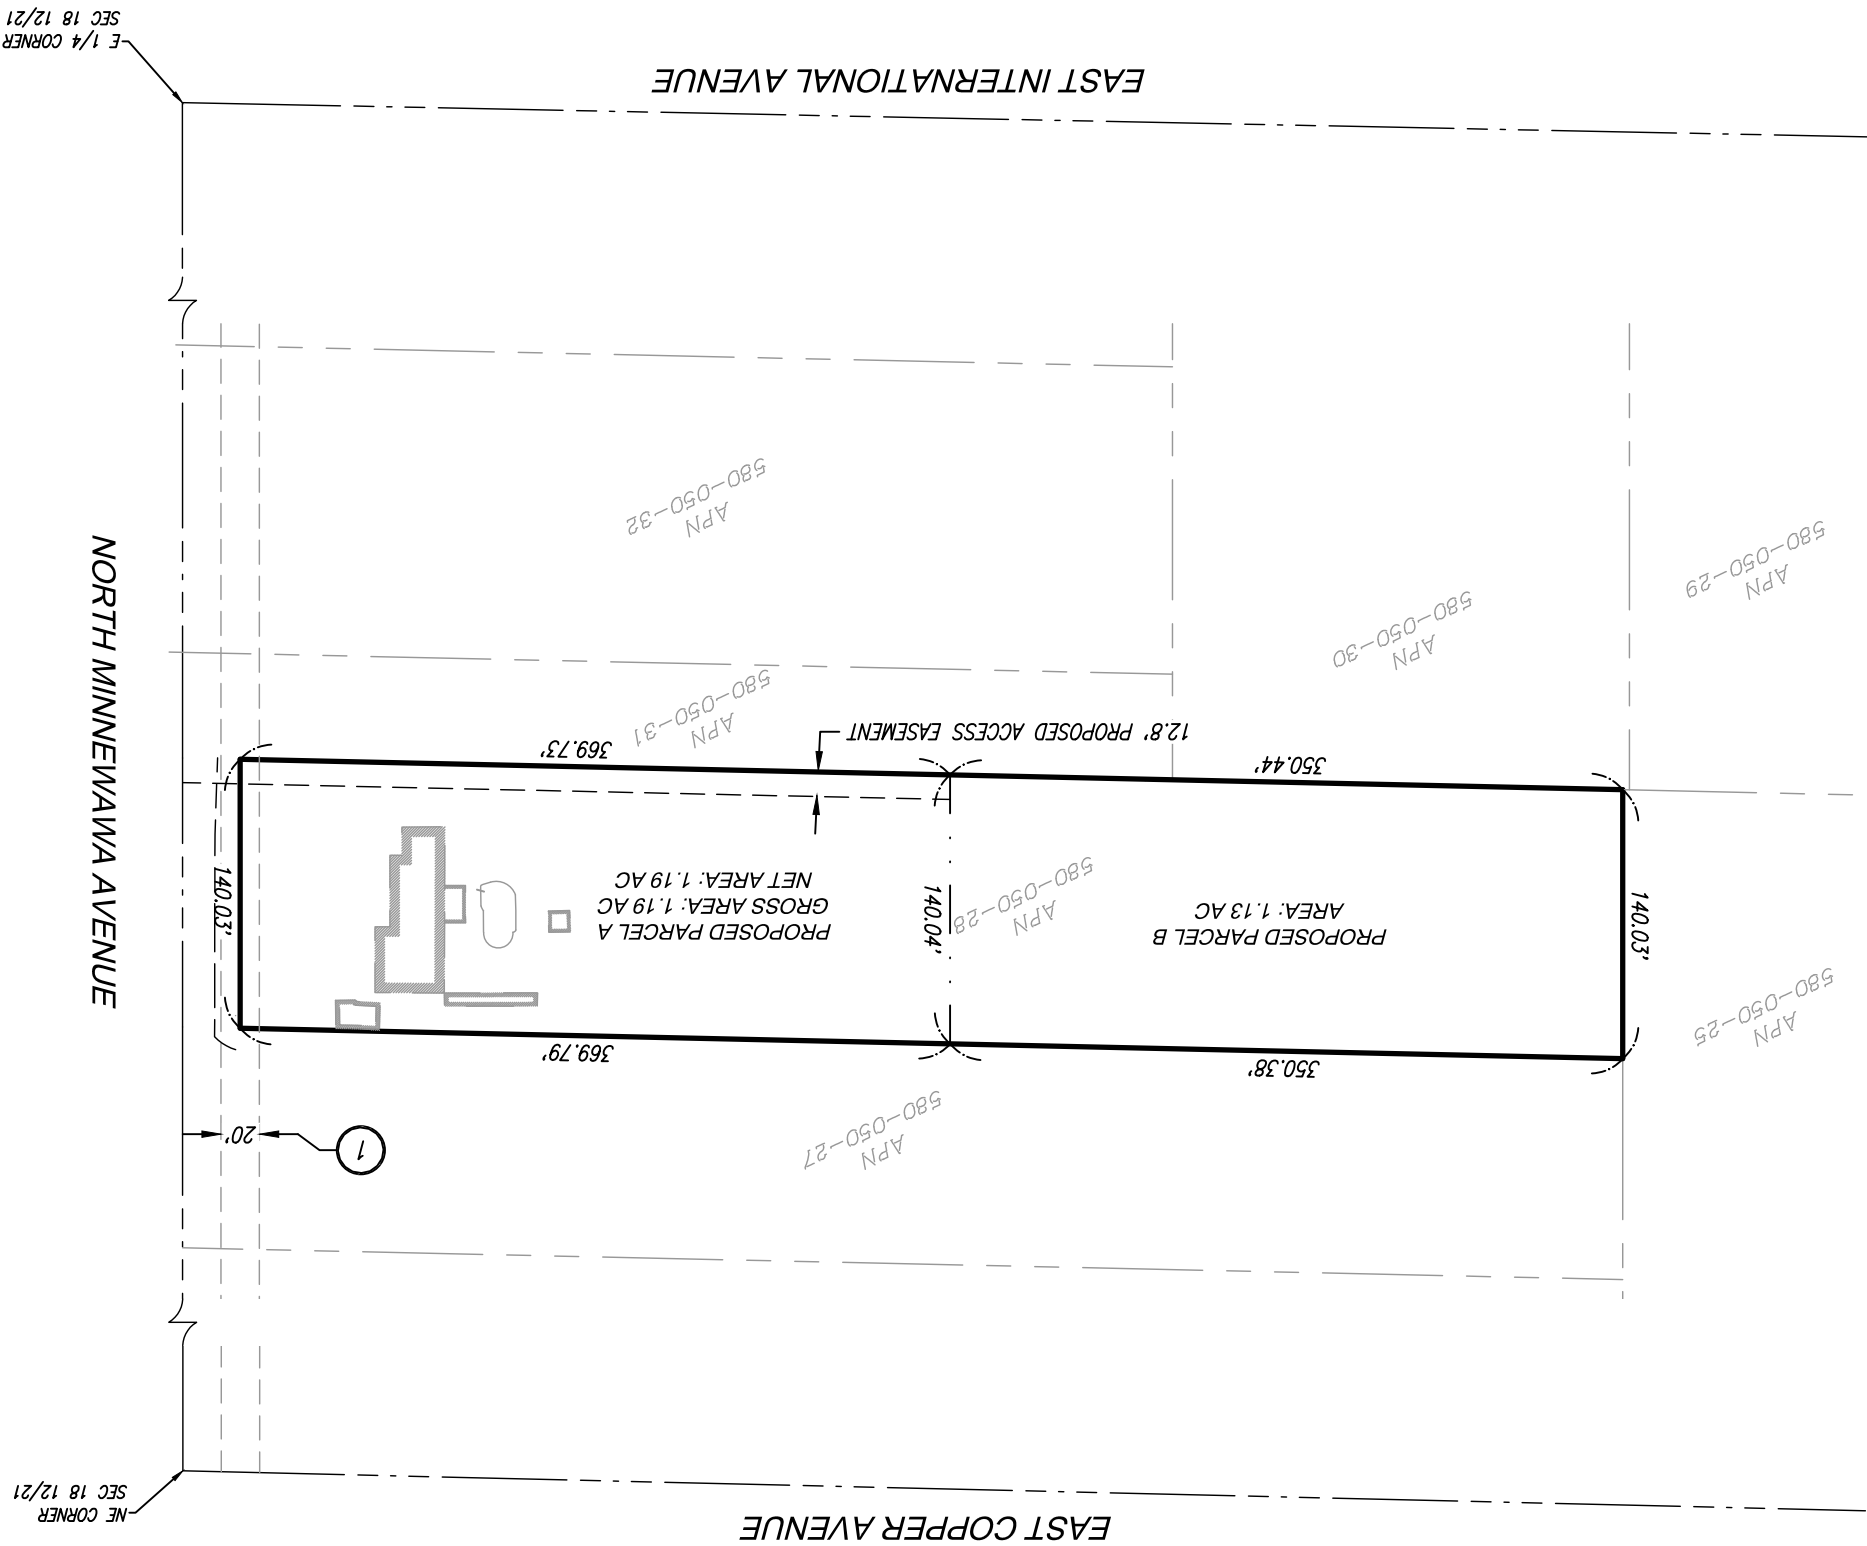 EAST COPPER AVENUE
NE CORNER
SEC 18 12/21
1
20'
APN
580-050-27
350.38'
369.79'
APN
580-050-25
140.03'
PROPOSED PARCEL B
AREA: 1.13 AC
APN
580-050-28
140.04'
PROPOSED PARCEL A
GROSS AREA: 1.19 AC
NET AREA: 1.19 AC
140.03'
NORTH MINNEWAWA AVENUE
350.44'
12.8' PROPOSED ACCESS EASEMENT
369.73'
APN
580-050-31
APN
580-050-30
APN
580-050-29
APN
580-050-32
EAST INTERNATIONAL AVENUE
E 1/4 CORNER
SEC 18 12/21